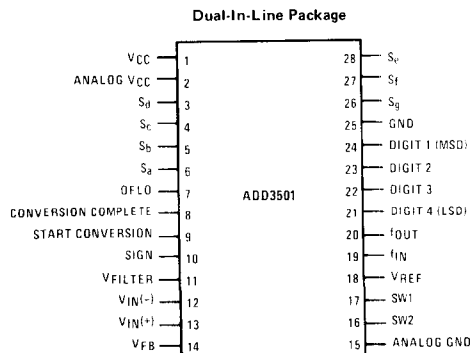 Dual-In-Line Package
VCC 1
ANALOG VCC 2
Sd 3
Sc 4
Sb 5
Sa 6
OFLO 7
CONVERSION COMPLETE 8
START CONVERSION 9
SIGN 10
VFILTER 11
VIN(-) 12
VIN(+) 13
VFB 14
ADD3501
28 Se
27 Sf
26 Sg
25 GND
24 DIGIT 1 (MSD)
23 DIGIT 2
22 DIGIT 3
21 DIGIT 4 (LSD)
20 fOUT
19 fIN
18 VREF
17 SW1
16 SW2
15 ANALOG GND